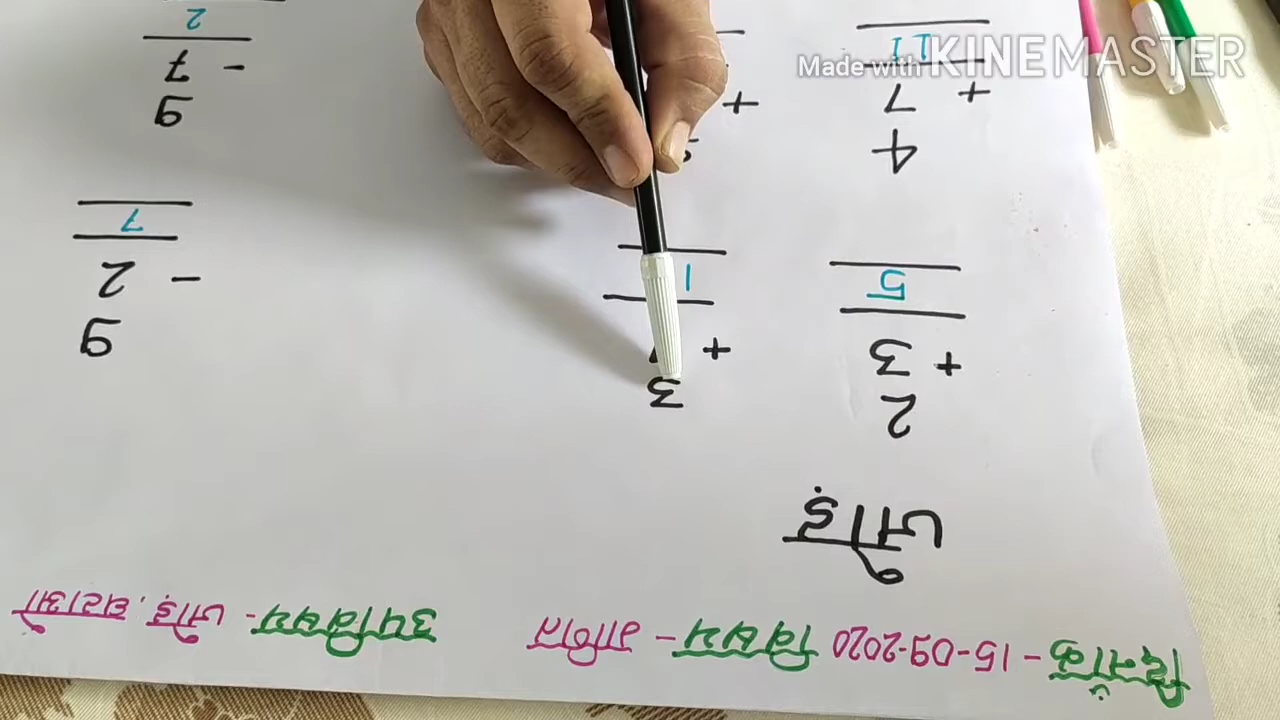 दिनांक - 15-09-2020 विषय - गणित उपविषय - जोड़. घटाओ
जोड़
2 3 9
+ 3 + - 2
5 1 7
4 9
+ 7 + - 7
11 2
Made with KINEMASTER